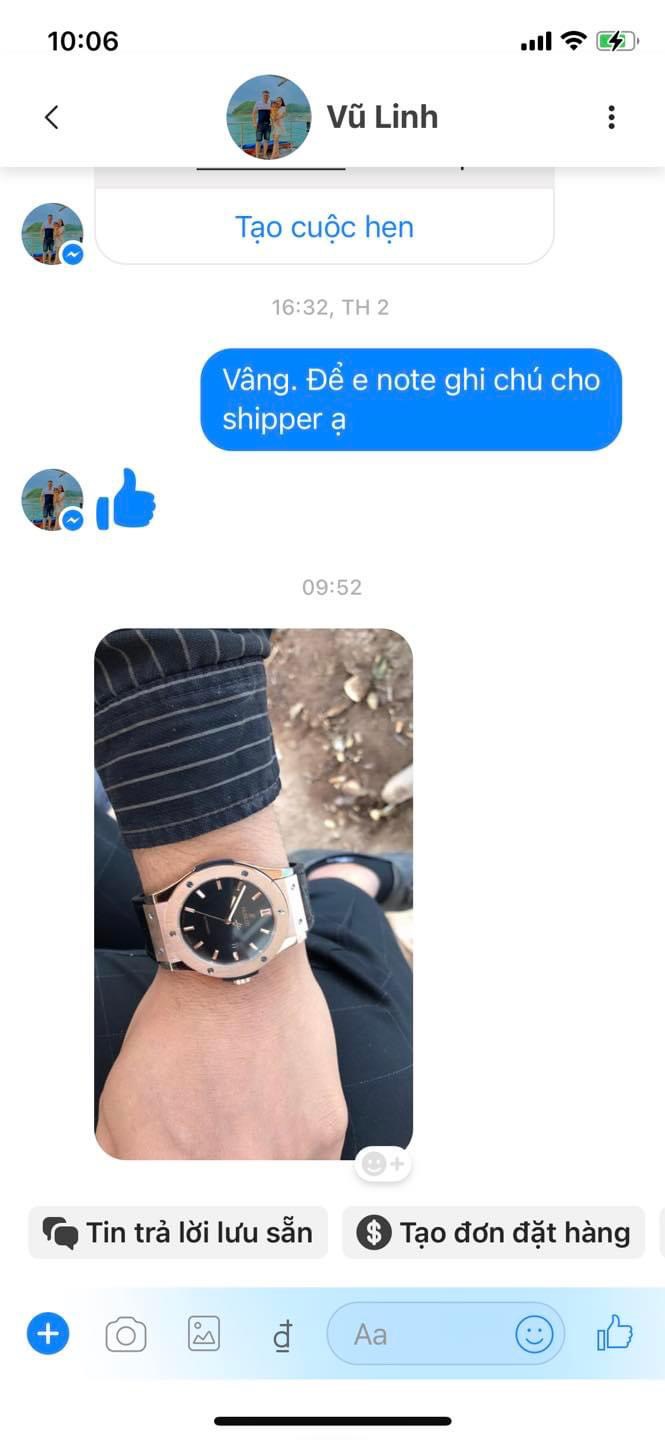 10:06
Vũ Linh
Tạo cuộc hẹn
16:32, TH 2
Vâng. Để e note ghi chú cho
shipper ạ
09:52
Tin trả lời lưu sẵn
Tạo đơn đặt hàng
đ
Aa